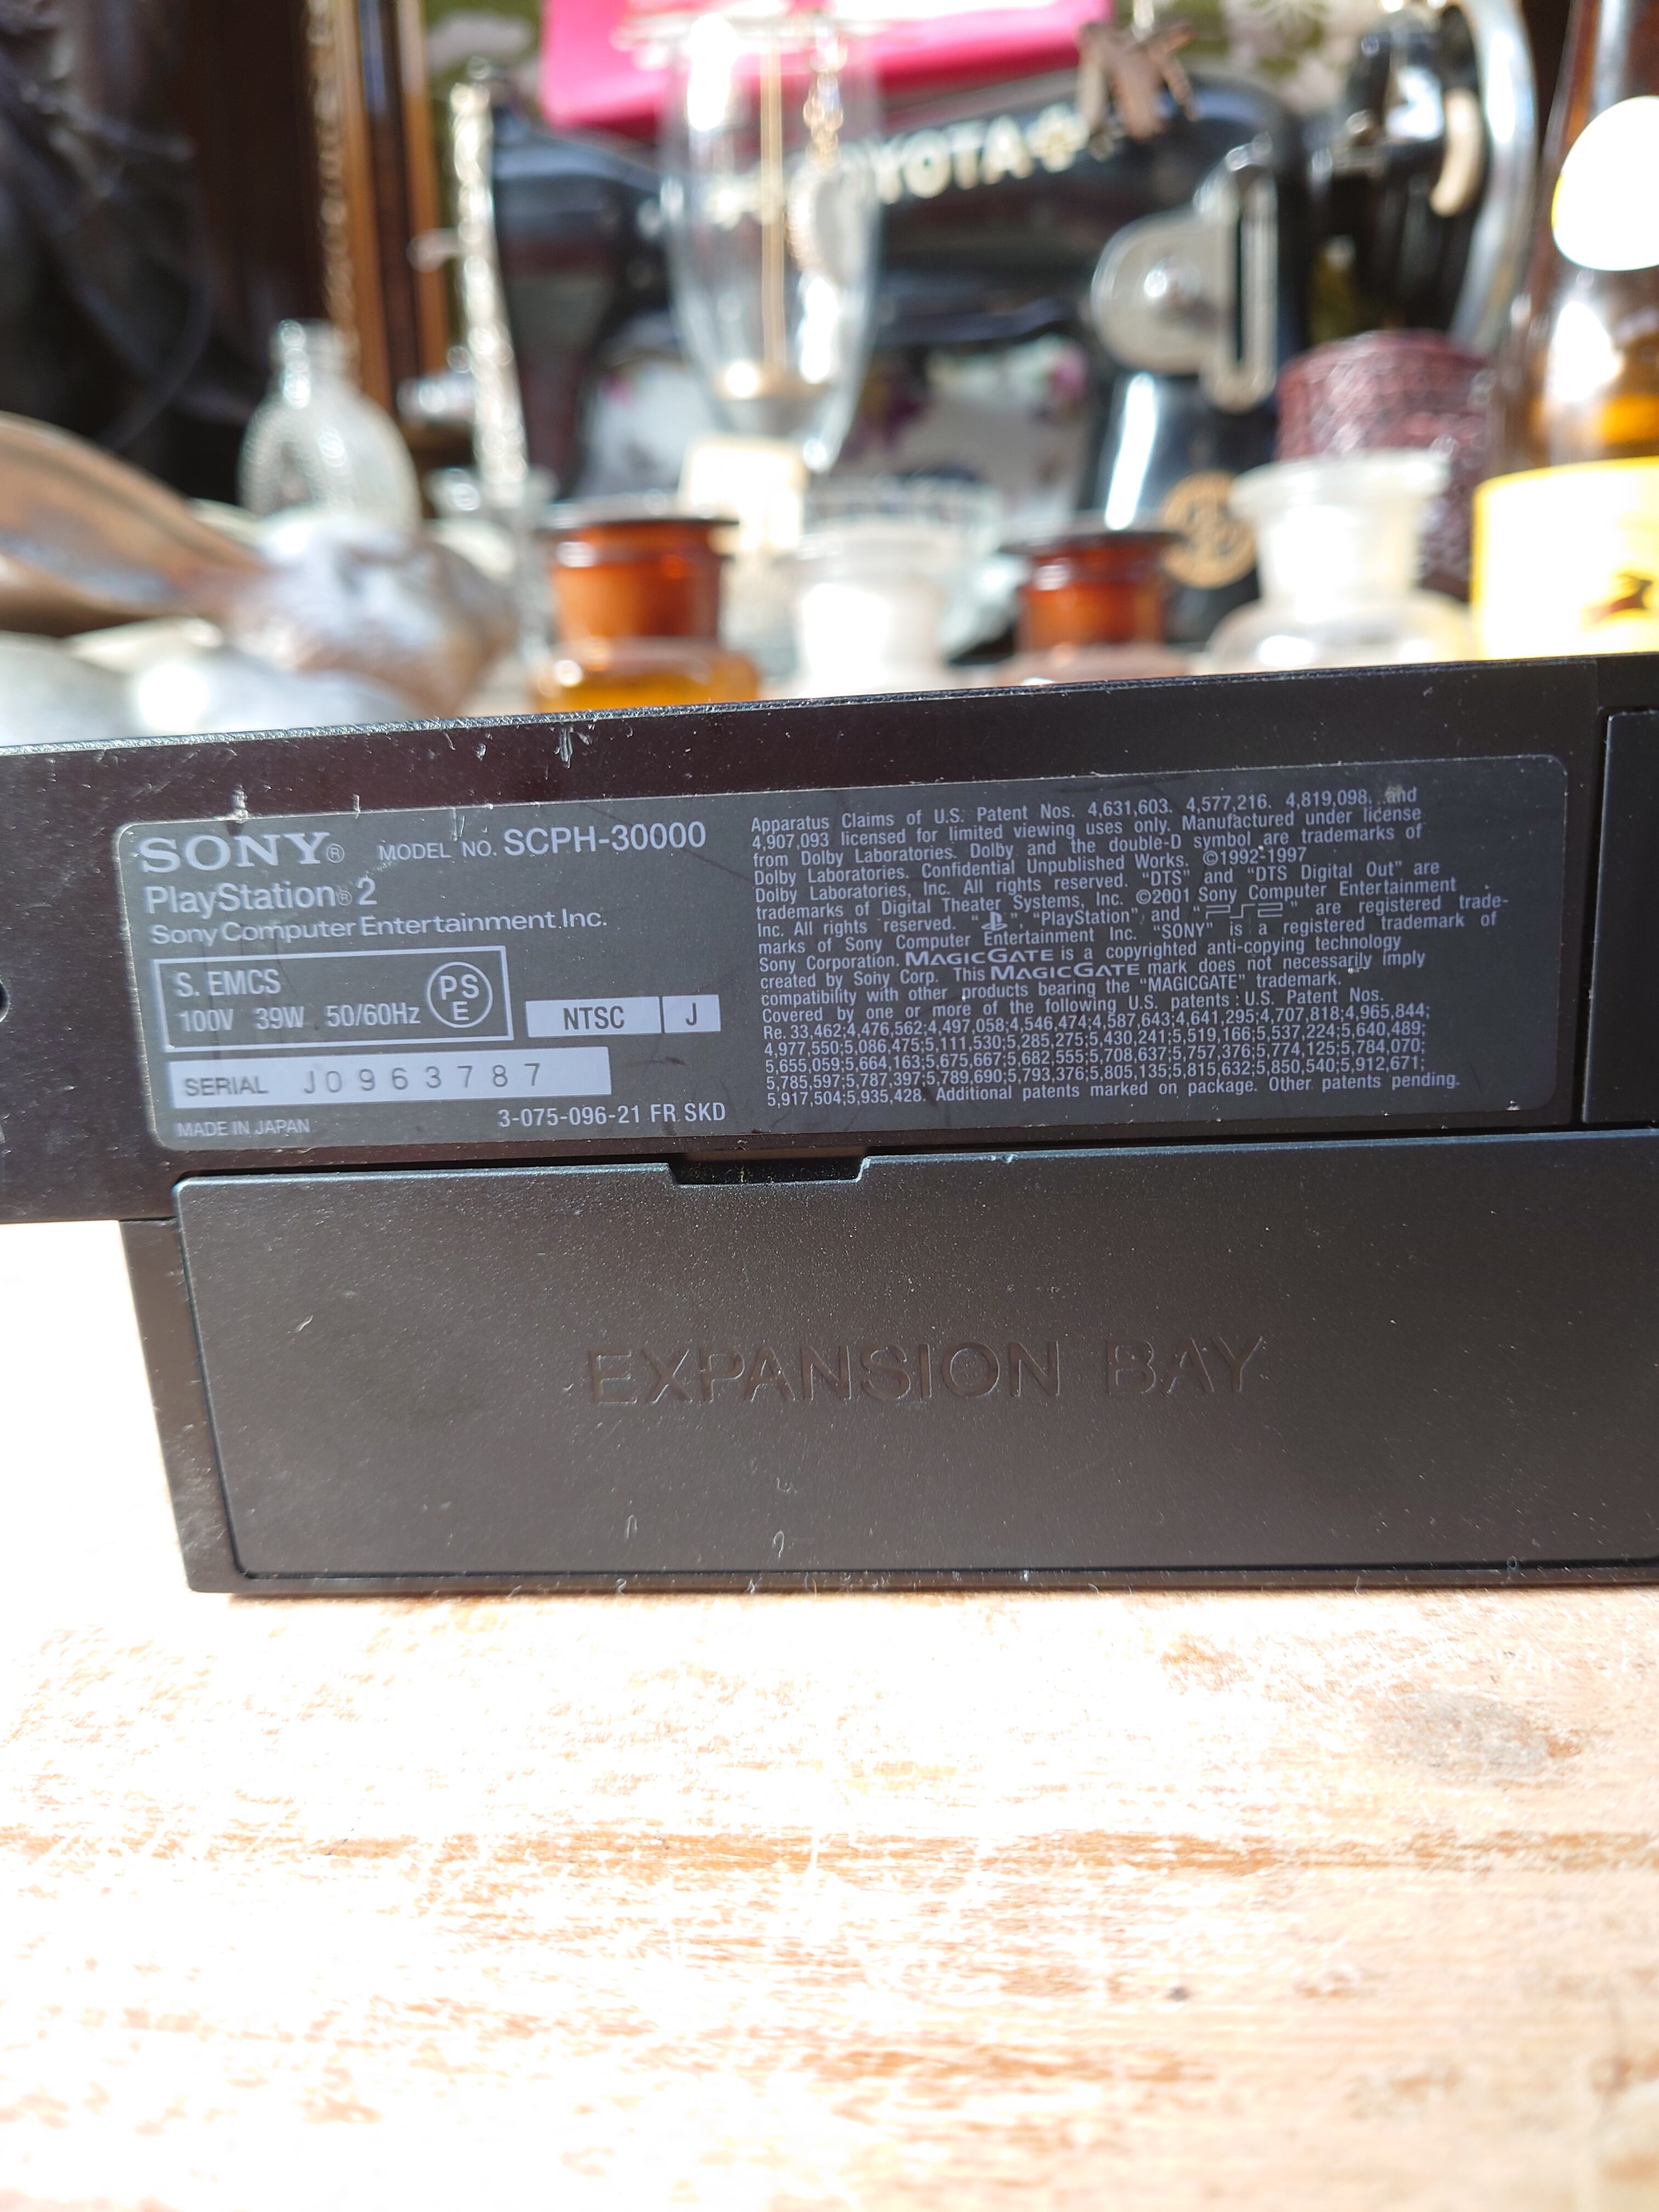 YOTA
SONY® MODEL NO. SCPH-30000
PlayStation®2
Sony Computer Entertainment Inc.
S. EMCS
100V 39W 50/60Hz
PS
E
NTSC J
SERIAL J0963787
MADE IN JAPAN
3-075-096-21 FR SKD
Apparatus Claims of U.S. Patent Nos. 4,631,603. 4,577,216. 4,819,098. and
4,907,093 licensed for limited viewing uses only. Manufactured under license
from Dolby Laboratories. Dolby and the double-D symbol are trademarks of
Dolby Laboratories. Confidential Unpublished Works. ©1992-1997
Dolby Laboratories, Inc. All rights reserved. “DTS” and “DTS Digital Out” are
trademarks of Digital Theater Systems, Inc. ©2001 Sony Computer Entertainment
Inc. All rights reserved. “ ”, “PlayStation” and “PS2” are registered trade-
marks of Sony Computer Entertainment Inc. “SONY” is a registered trademark of
Sony Corporation. MAGICGATE is a copyrighted anti-copying technology
created by Sony Corp. This MAGICGATE mark does not necessarily imply
compatibility with other products bearing the “MAGICGATE” trademark.
Covered by one or more of the following U.S. patents : U.S. Patent Nos.
Re. 33,462;4,476,562;4,497,058;4,546,474;4,587,643;4,641,295;4,707,818;4,965,844;
4,977,550;5,086,475;5,111,530;5,285,275;5,430,241;5,519,166;5,537,224;5,640,489;
5,655,059;5,664,163;5,675,667;5,682,555;5,708,637;5,757,376;5,774,125;5,784,070;
5,785,597;5,787,397;5,789,690;5,793,376;5,805,135;5,815,632;5,850,540;5,912,671;
5,917,504;5,935,428. Additional patents marked on package. Other patents pending.
EXPANSION BAY